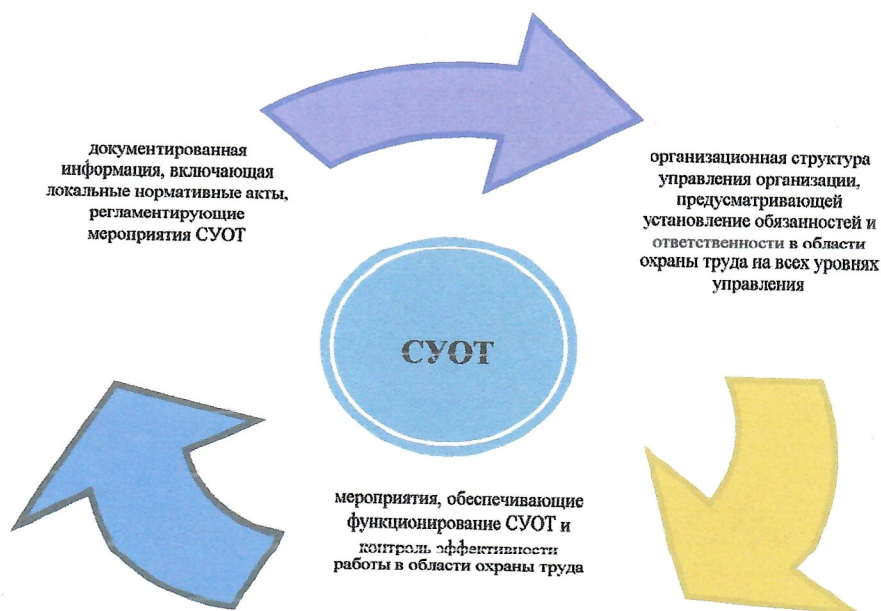 документированная
информация, включающая
локальные нормативные акты,
регламентирующие
мероприятия СУОТ
организационная структура
управления организации,
предусматривающей
установление обязанностей и
ответственности в области
охраны труда на всех уровнях
управления
СУОТ
мероприятия, обеспечивающие
функционирование СУОТ и
контроль эффективности
работы в области охраны труда